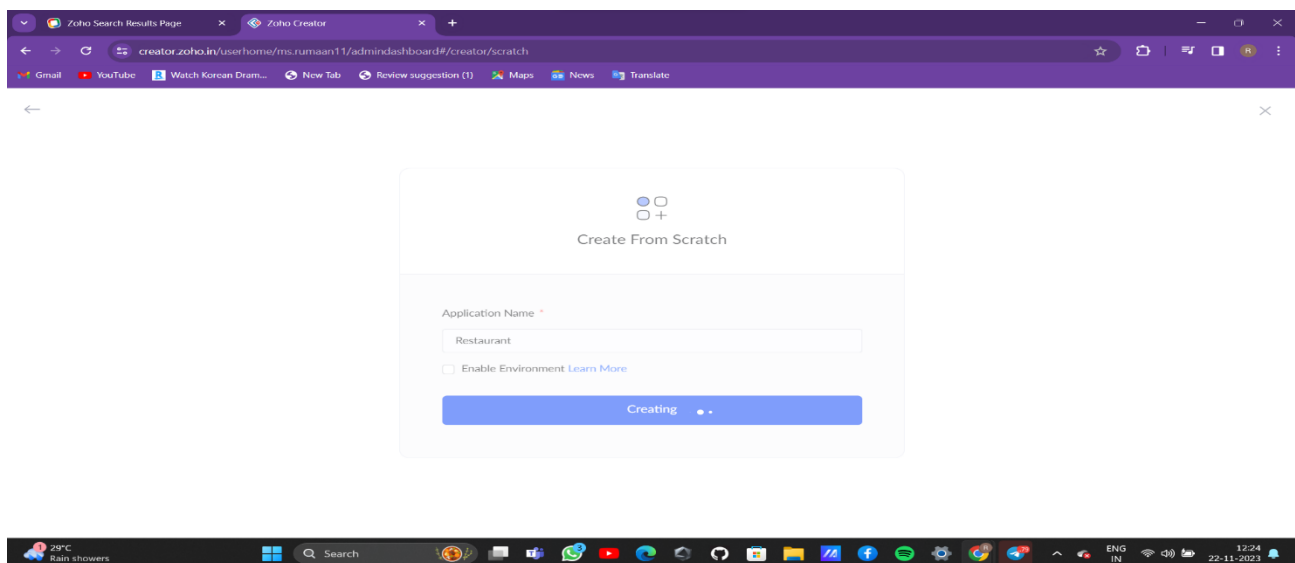 Zoho Search Results Page
Zoho Creator
creator.zoho.in/userhome/ms.rumaan11/admindashboard#/creator/scratch
R
Gmail
YouTube
Watch Korean Dram...
New Tab
Review suggestion (1)
Maps
News
Translate
Create From Scratch
Application Name *
Restaurant
Enable Environment Learn More
Creating
29°C
Rain showers
Search
ENG
IN
12:24
22-11-2023